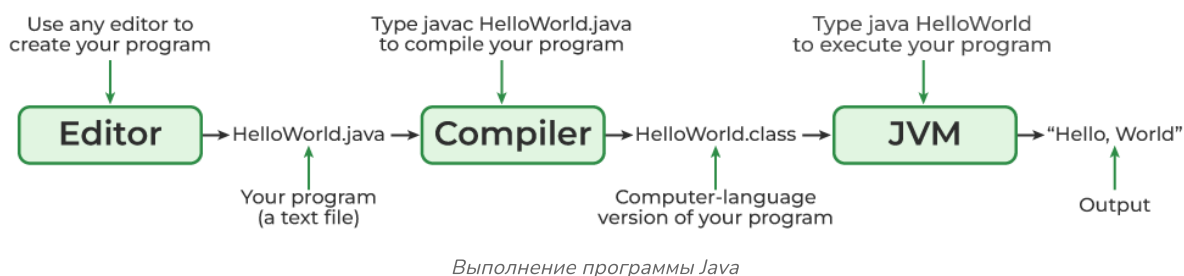 Use any editor to
create your program
Type javac HelloWorld.java
to compile your program
Type java HelloWorld
to execute your program
Editor
HelloWorld.java
Compiler
HelloWorld.class
JVM
“Hello, World”
Your program
(a text file)
Computer-language
version of your program
Output
Выполнение программы Java